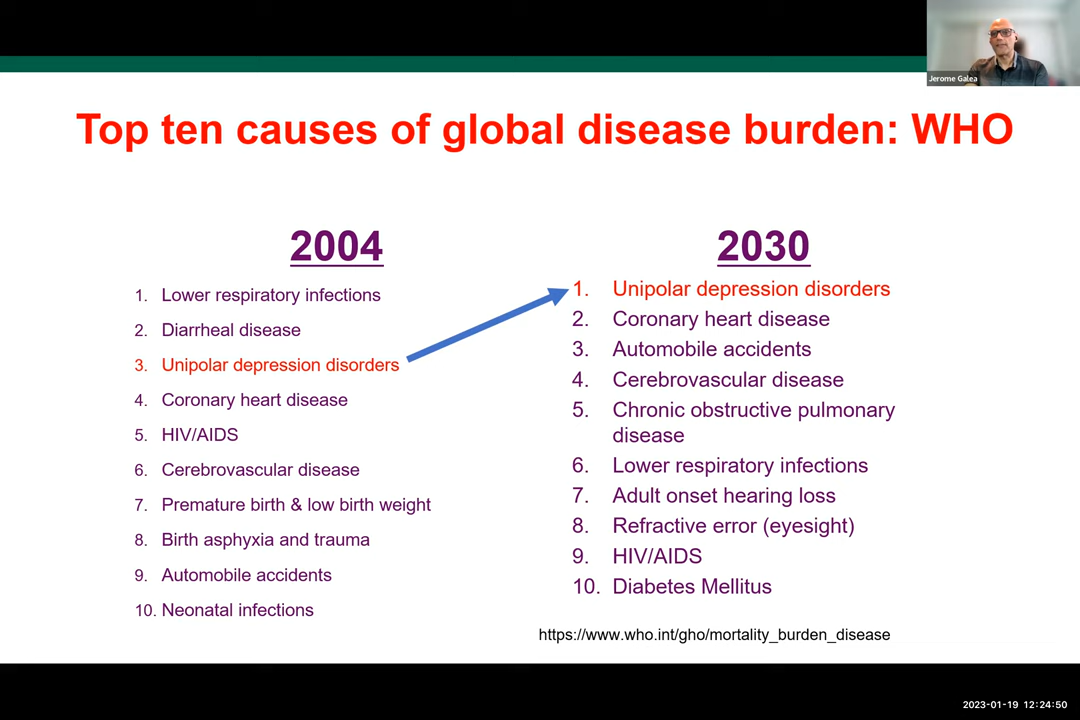 Jerome Galea
Top ten causes of global disease burden: WHO
2004
1. Lower respiratory infections
2. Diarrheal disease
3. Unipolar depression disorders
4. Coronary heart disease
5. HIV/AIDS
6. Cerebrovascular disease
7. Premature birth & low birth weight
8. Birth asphyxia and trauma
9. Automobile accidents
10. Neonatal infections
2030
1. Unipolar depression disorders
2. Coronary heart disease
3. Automobile accidents
4. Cerebrovascular disease
5. Chronic obstructive pulmonary
disease
6. Lower respiratory infections
7. Adult onset hearing loss
8. Refractive error (eyesight)
9. HIV/AIDS
10. Diabetes Mellitus
https://www.who.int/gho/mortality_burden_disease
2023-01-19 12:24:50